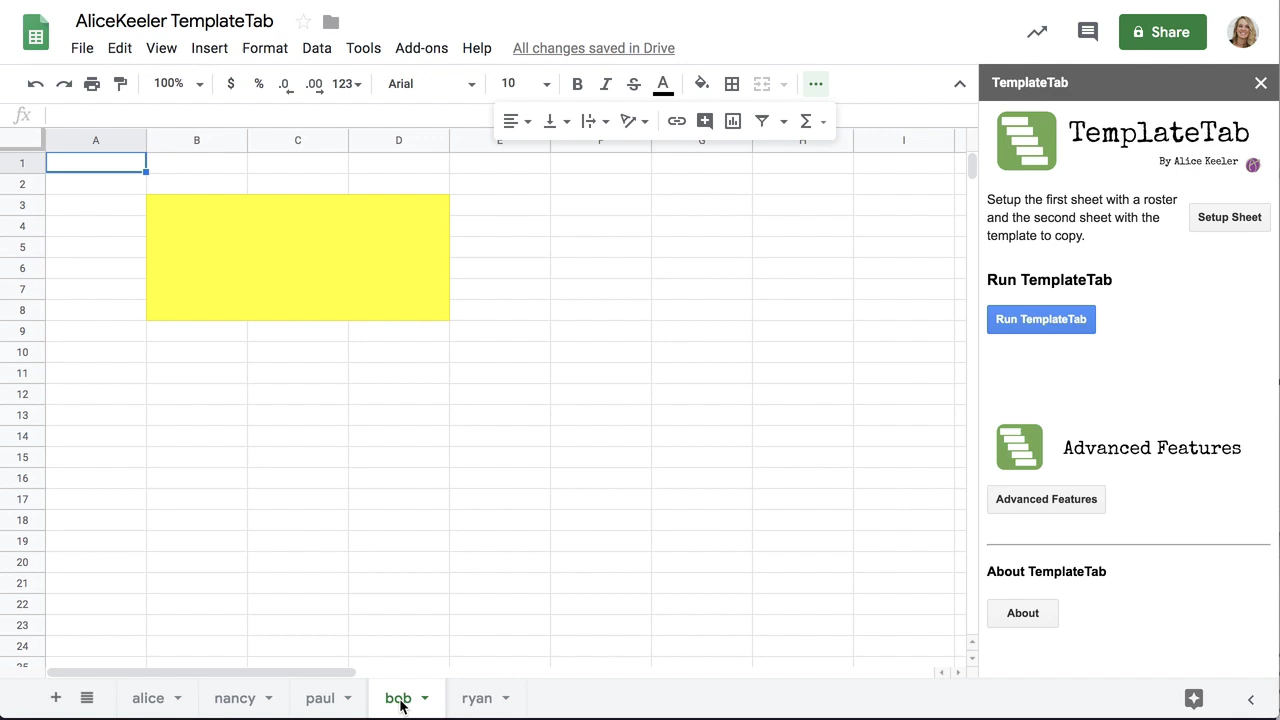 AliceKeeler TemplateTab
File Edit View Insert Format Data Tools Add-ons Help All changes saved in Drive
Share
100% $ % .0 .00 123 Arial 10 B I S A
TemplateTab
fx
A B C D E F G H I
1
2
3
4
5
6
7
8
9
10
11
12
13
14
15
16
17
18
19
20
21
22
23
24
25
TemplateTab
By Alice Keeler
Setup the first sheet with a roster
and the second sheet with the
template to copy.
Setup Sheet
Run TemplateTab
Run TemplateTab
Advanced Features
Advanced Features
About TemplateTab
About
alice nancy paul bob ryan